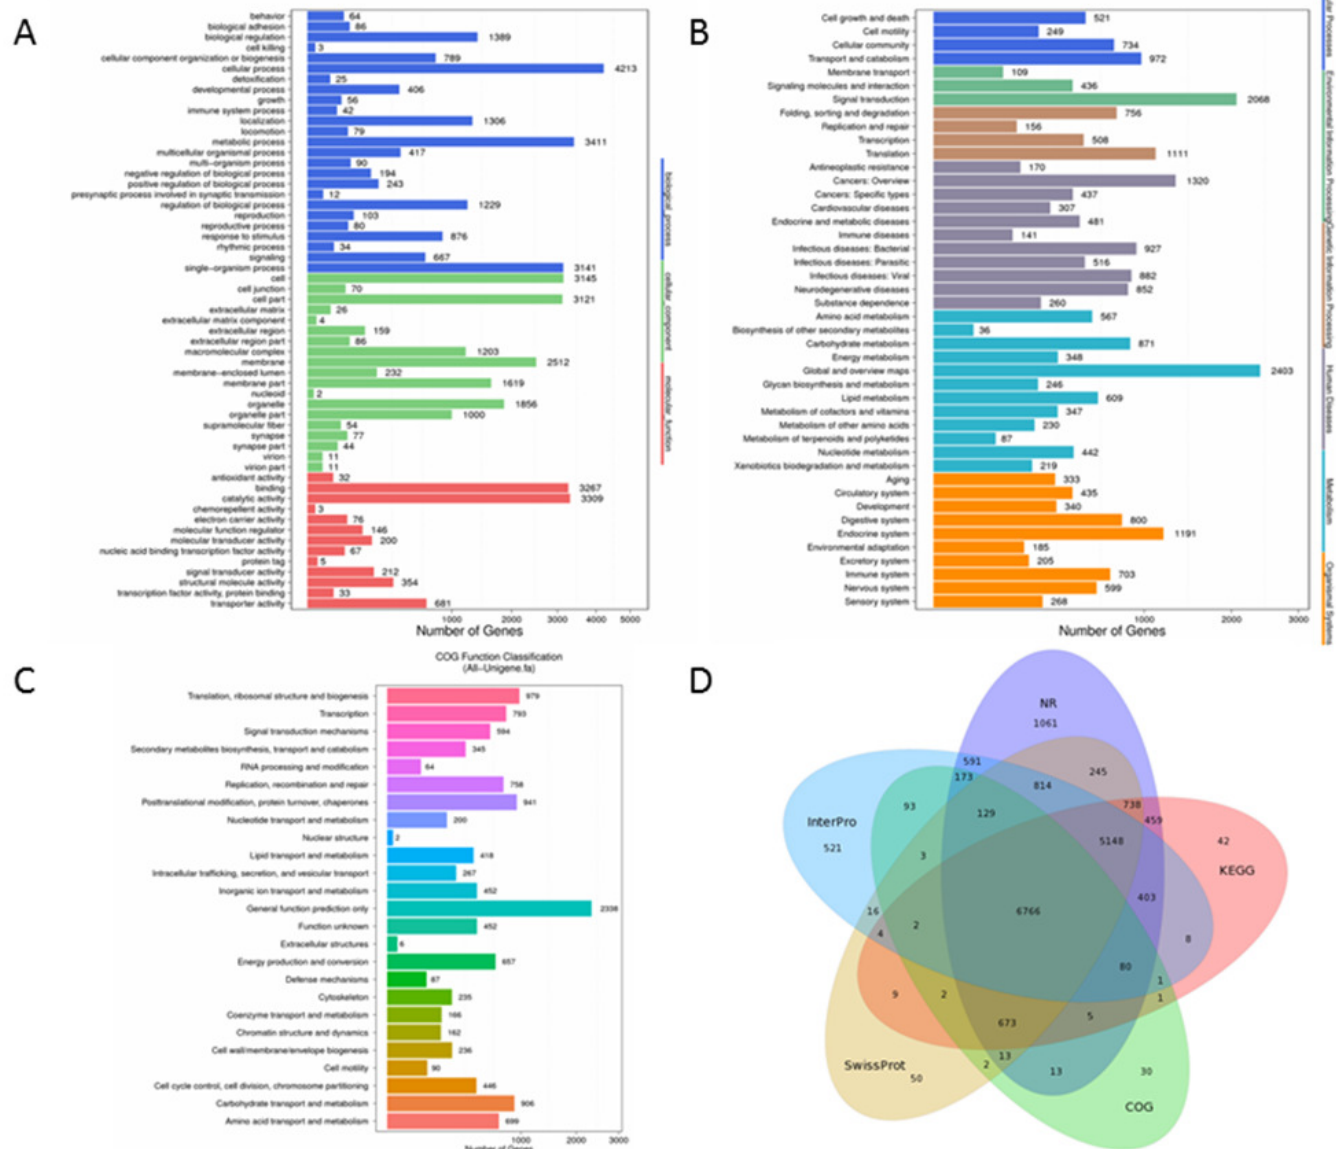 A
behavior 64
biological adhesion 86
biological regulation 1389
cell killing 3
cellular component organization or biogenesis 789
cellular process 4213
detoxification 25
developmental process 406
growth 56
immune system process 42
localization 1306
locomotion 79
metabolic process 3411
multicellular organismal process 417
multi-organism process 90
negative regulation of biological process 194
positive regulation of biological process 243
presynaptic process involved in synaptic transmission 12
regulation of biological process 1229
reproduction 103
reproductive process 80
response to stimulus 876
rhythmic process 34
signaling 667
single-organism process 3141
cell 3145
cell junction 70
cell part 3121
extracellular matrix 26
extracellular matrix component 4
extracellular region 159
extracellular region part 86
macromolecular complex 1203
membrane 2512
membrane-enclosed lumen 232
membrane part 1619
nucleoid 2
organelle 1856
organelle part 1000
supramolecular fiber 54
synapse 77
synapse part 44
virion 11
virion part 11
antioxidant activity 32
binding 3267
catalytic activity 3309
chemorepellent activity 3
electron carrier activity 76
molecular function regulator 146
molecular transducer activity 200
nucleic acid binding transcription factor activity 67
protein tag 5
signal transducer activity 212
structural molecule activity 354
transcription factor activity, protein binding 33
transporter activity 681
1000 2000 3000 4000 5000
Number of Genes
biological_process
cellular_component
molecular_function
B
Cell growth and death 521
Cell motility 249
Cellular community 734
Transport and catabolism 972
Membrane transport 109
Signaling molecules and interaction 436
Signal transduction 2068
Folding, sorting and degradation 756
Replication and repair 156
Transcription 508
Translation 1111
Antineoplastic resistance 170
Cancers: Overview 1320
Cancers: Specific types 437
Cardiovascular diseases 307
Endocrine and metabolic diseases 481
Immune diseases 141
Infectious diseases: Bacterial 927
Infectious diseases: Parasitic 516
Infectious diseases: Viral 882
Neurodegenerative diseases 852
Substance dependence 260
Amino acid metabolism 567
Biosynthesis of other secondary metabolites 36
Carbohydrate metabolism 871
Energy metabolism 348
Global and overview maps 2403
Glycan biosynthesis and metabolism 246
Lipid metabolism 609
Metabolism of cofactors and vitamins 347
Metabolism of other amino acids 230
Metabolism of terpenoids and polyketides 87
Nucleotide metabolism 442
Xenobiotics biodegradation and metabolism 219
Aging 333
Circulatory system 435
Development 340
Digestive system 800
Endocrine system 1191
Environmental adaptation 185
Excretory system 205
Immune system 703
Nervous system 599
Sensory system 268
1000 2000 3000
Number of Genes
Processes
Environmental Information Processing
Genetic Information Processing
Human Diseases
Metabolism
Organismal Systems
C
COG Function Classification
(All-Unigene.fa)
Translation, ribosomal structure and biogenesis 979
Transcription 793
Signal transduction mechanisms 594
Secondary metabolites biosynthesis, transport and catabolism 345
RNA processing and modification 64
Replication, recombination and repair 758
Posttranslational modification, protein turnover, chaperones 941
Nucleotide transport and metabolism 200
Nuclear structure 2
Lipid transport and metabolism 418
Intracellular trafficking, secretion, and vesicular transport 267
Inorganic ion transport and metabolism 452
General function prediction only 2338
Function unknown 452
Extracellular structures 6
Energy production and conversion 657
Defense mechanisms 87
Cytoskeleton 235
Coenzyme transport and metabolism 166
Chromatin structure and dynamics 162
Cell wall/membrane/envelope biogenesis 236
Cell motility 90
Cell cycle control, cell division, chromosome partitioning 446
Carbohydrate transport and metabolism 906
Amino acid transport and metabolism 699
1000 2000 3000
Number of Genes
D
NR
1061
591
173
245
814
93
129
738
459
InterPro
521
5148
42
KEGG
3
403
16
6766
4
2
8
80
1
9
2
1
5
673
13
SwissProt
50
2
13
30
COG